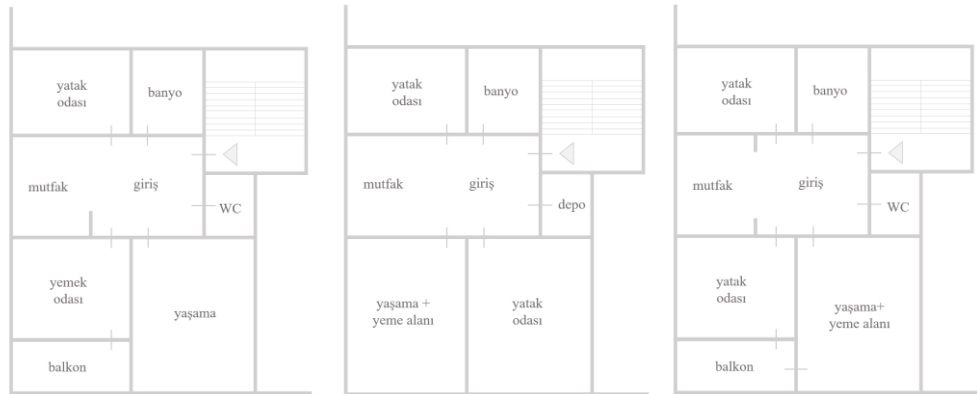 yatak
odası
banyo
mutfak
giriş
WC
yemek
odası
yaşama
balkon
yatak
odası
banyo
mutfak
giriş
depo
yaşama +
yeme alanı
yatak
odası
yatak
odası
banyo
mutfak
giriş
WC
yatak
odası
yaşama+
yeme alanı
balkon